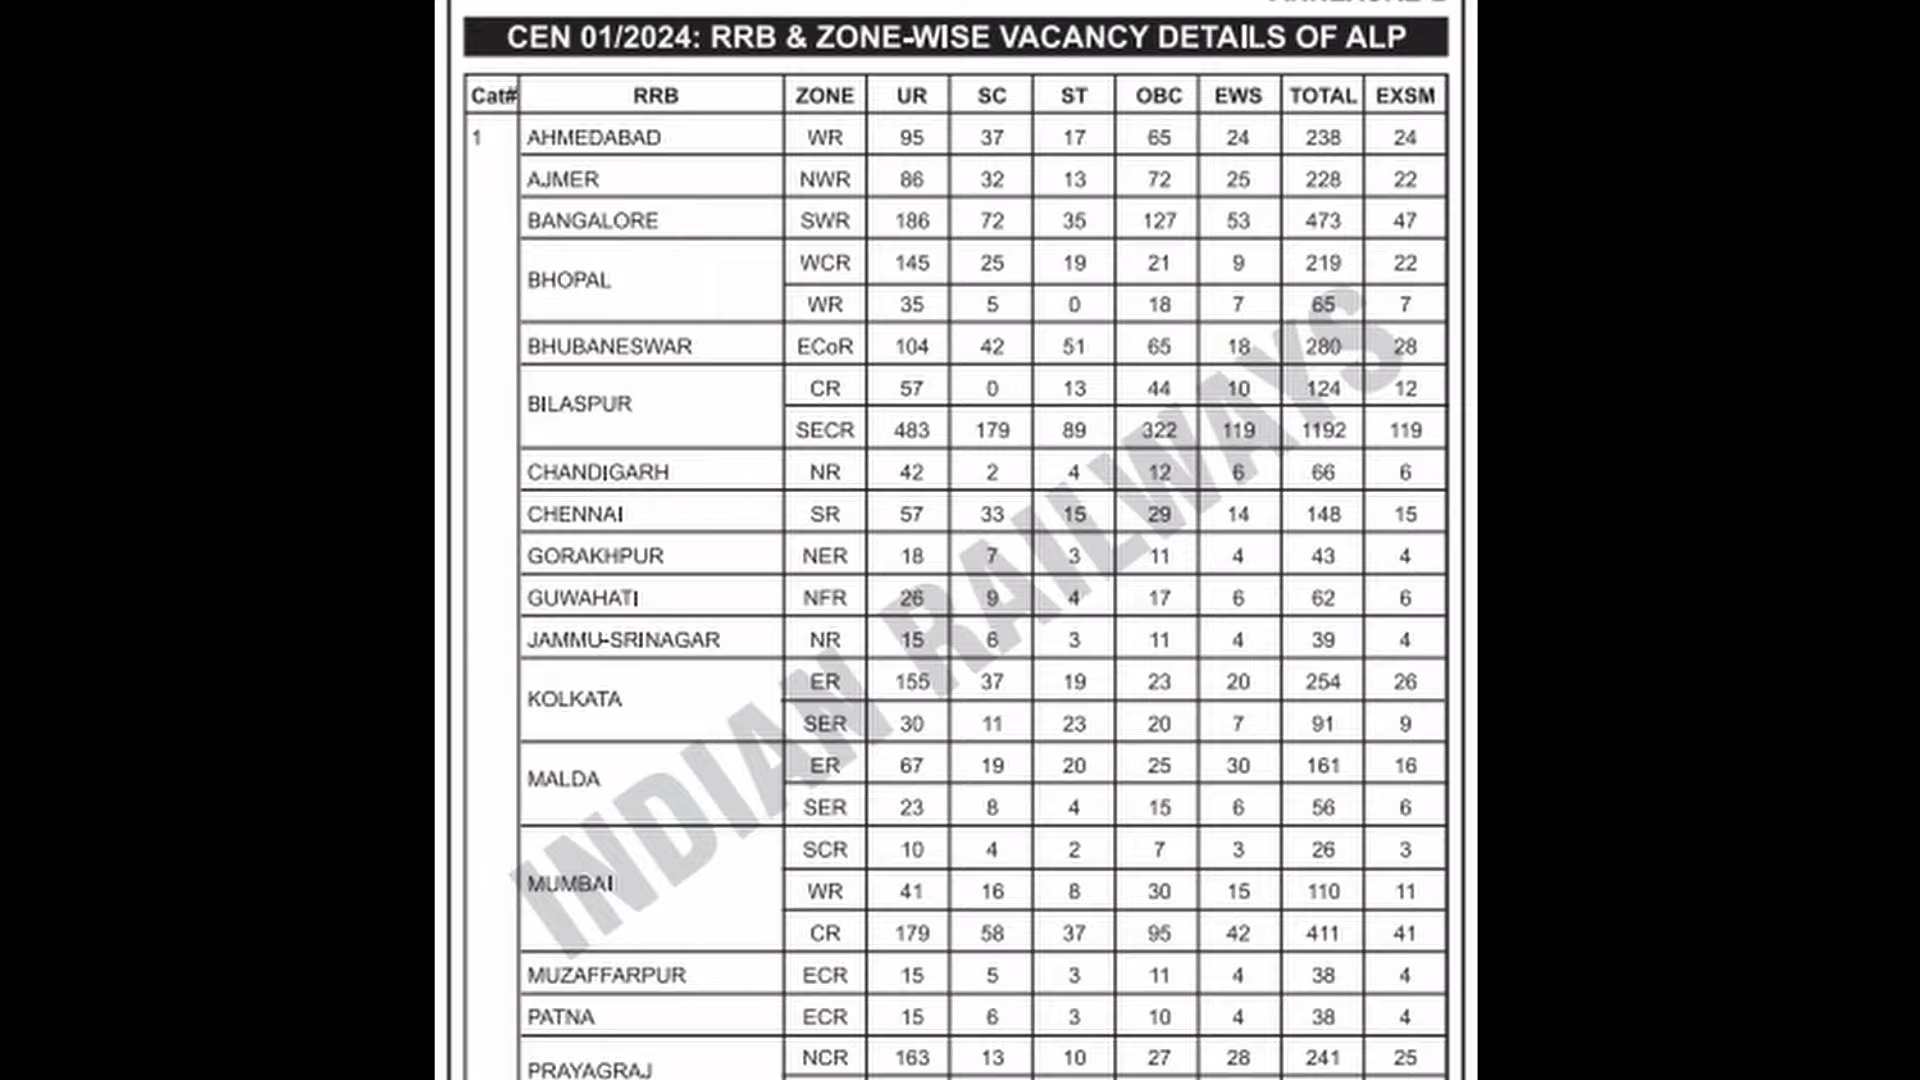 CEN 01/2024: RRB & ZONE-WISE VACANCY DETAILS OF ALP
Cat# RRB ZONE UR SC ST OBC EWS TOTAL EXSM
1 AHMEDABAD WR 95 37 17 65 24 238 24
AJMER NWR 86 32 13 72 25 228 22
BANGALORE SWR 186 72 35 127 53 473 47
BHOPAL WCR 145 25 19 21 9 219 22
WR 35 5 0 18 7 65 7
BHUBANESWAR ECoR 104 42 51 65 18 280 28
BILASPUR CR 57 0 13 44 10 124 12
SECR 483 179 89 322 119 1192 119
CHANDIGARH NR 42 2 4 12 6 66 6
CHENNAI SR 57 33 15 29 14 148 15
GORAKHPUR NER 18 7 3 11 4 43 4
GUWAHATI NFR 26 9 4 17 6 62 6
JAMMU-SRINAGAR NR 15 6 3 11 4 39 4
KOLKATA ER 155 37 19 23 20 254 26
SER 30 11 23 20 7 91 9
MALDA ER 67 19 20 25 30 161 16
SER 23 8 4 15 6 56 6
MUMBAI SCR 10 4 2 7 3 26 3
WR 41 16 8 30 15 110 11
CR 179 58 37 95 42 411 41
MUZAFFARPUR ECR 15 5 3 11 4 38 4
PATNA ECR 15 6 3 10 4 38 4
PRAYAGRAJ NCR 163 13 10 27 28 241 25
INDIAN RAILWAYS